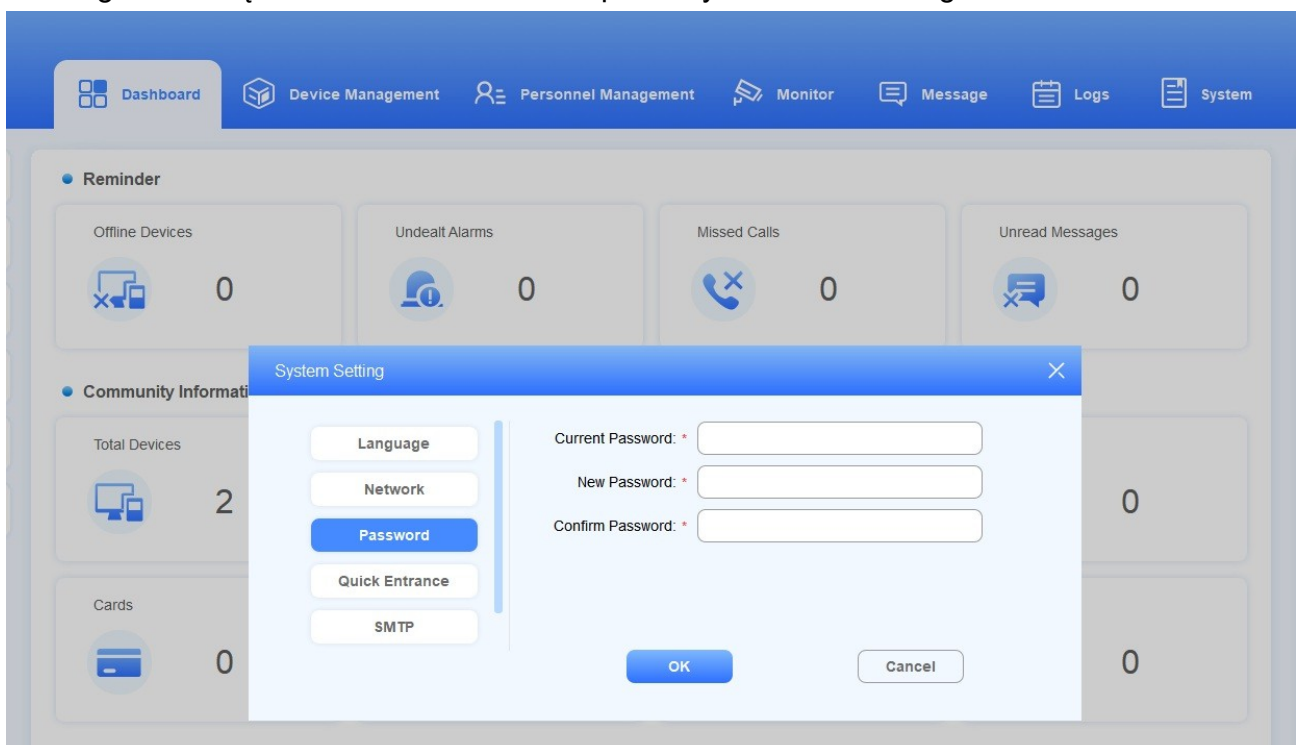 Dashboard
Device Management
Personnel Management
Monitor
Message
Logs
System
Reminder
Offline Devices
0
Undealt Alarms
0
Missed Calls
0
Unread Messages
0
Community Informati
Total Devices
2
0
Cards
0
0
System Setting
Language
Network
Password
Quick Entrance
SMTP
Current Password: *
New Password: *
Confirm Password: *
OK
Cancel